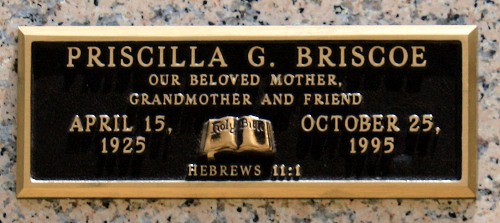 PRISCILLA G. BRISCOE
OUR BELOVED MOTHER,
GRANDMOTHER AND FRIEND
APRIL 15,
1925
Holy Bible
OCTOBER 25,
1995
HEBREWS 11:1